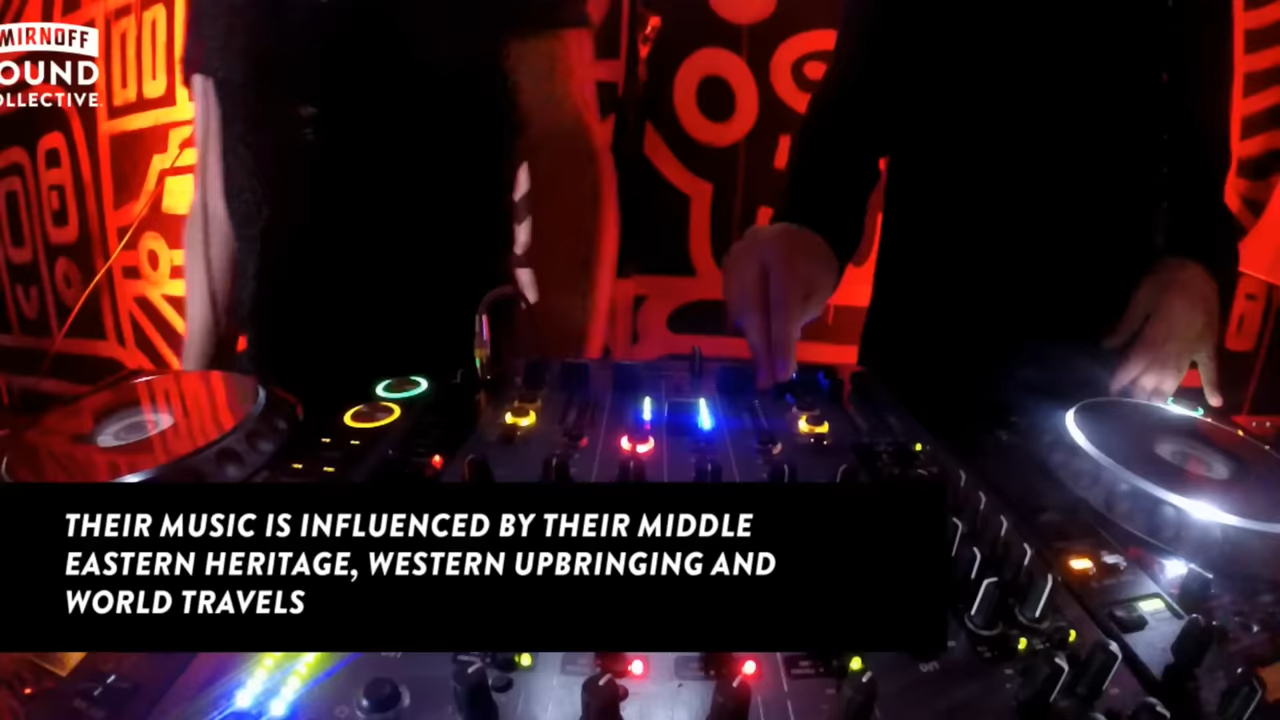 MIRNOFF
OUND
OLLECTIVE
THEIR MUSIC IS INFLUENCED BY THEIR MIDDLE
EASTERN HERITAGE, WESTERN UPBRINGING AND
WORLD TRAVELS